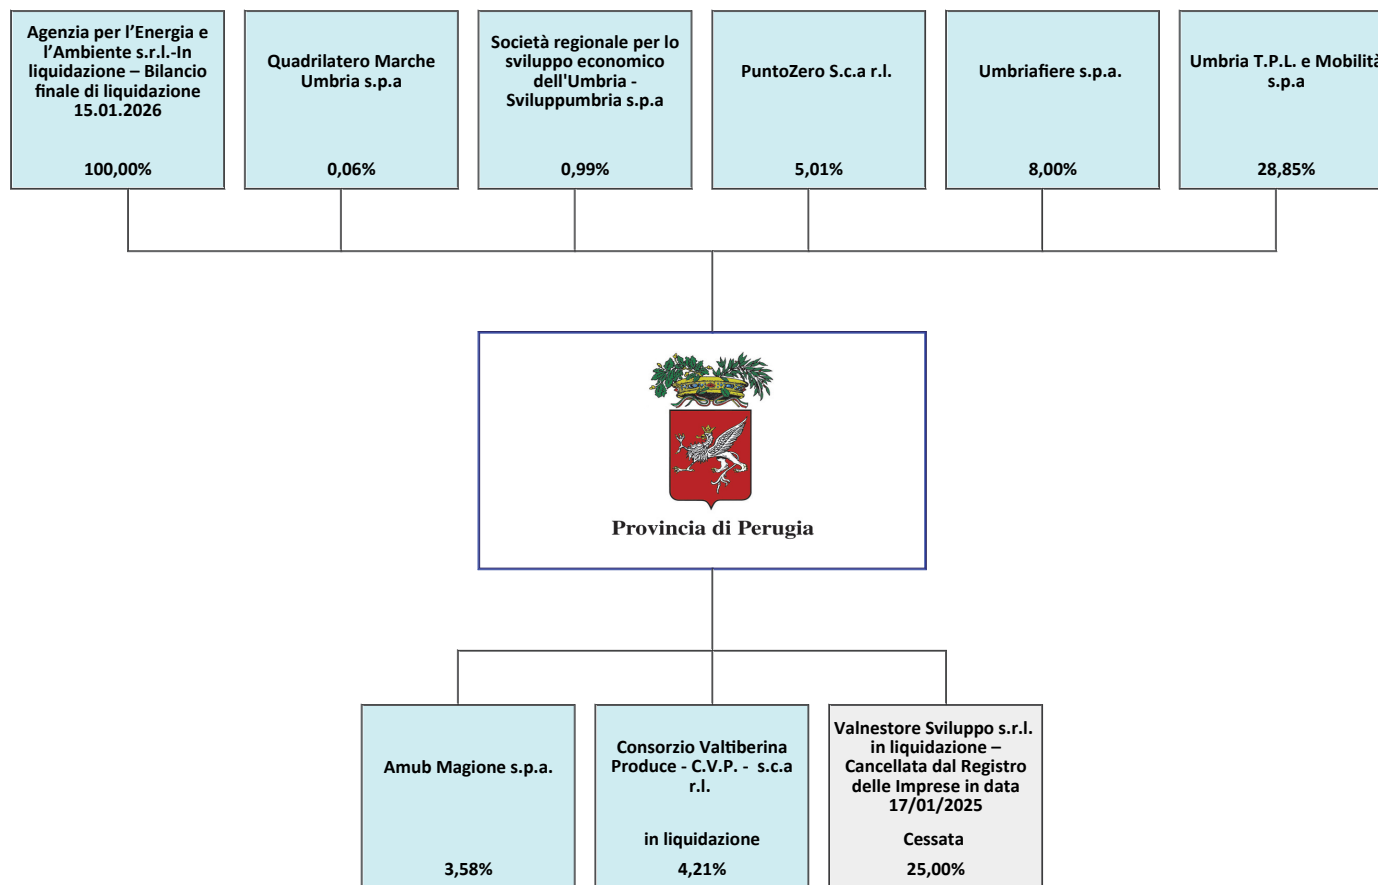 Agenzia per l’Energia e
l’Ambiente s.r.l.-In
liquidazione – Bilancio
finale di liquidazione
15.01.2026
100,00%
Quadrilatero Marche
Umbria s.p.a
0,06%
Società regionale per lo
sviluppo economico
dell'Umbria -
Sviluppumbria s.p.a
0,99%
PuntoZero S.c.a r.l.
5,01%
Umbriafiere s.p.a.
8,00%
Umbria T.P.L. e Mobilità
s.p.a
28,85%
Provincia di Perugia
Amub Magione s.p.a.
3,58%
Consorzio Valtiberina
Produce - C.V.P. - s.c.a
r.l.
in liquidazione
4,21%
Valnestore Sviluppo s.r.l.
in liquidazione –
Cancellata dal Registro
delle Imprese in data
17/01/2025
Cessata
25,00%